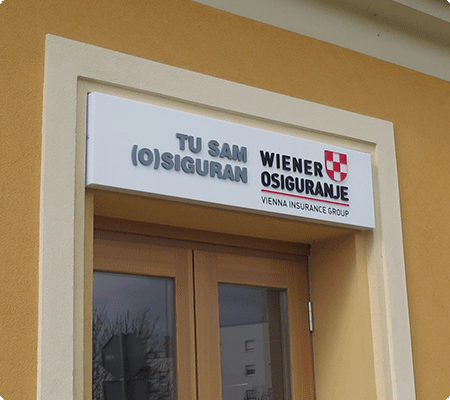 TU SAM
(O)SIGURAN
WIENER
OSIGURANJE
VIENNA INSURANCE GROUP